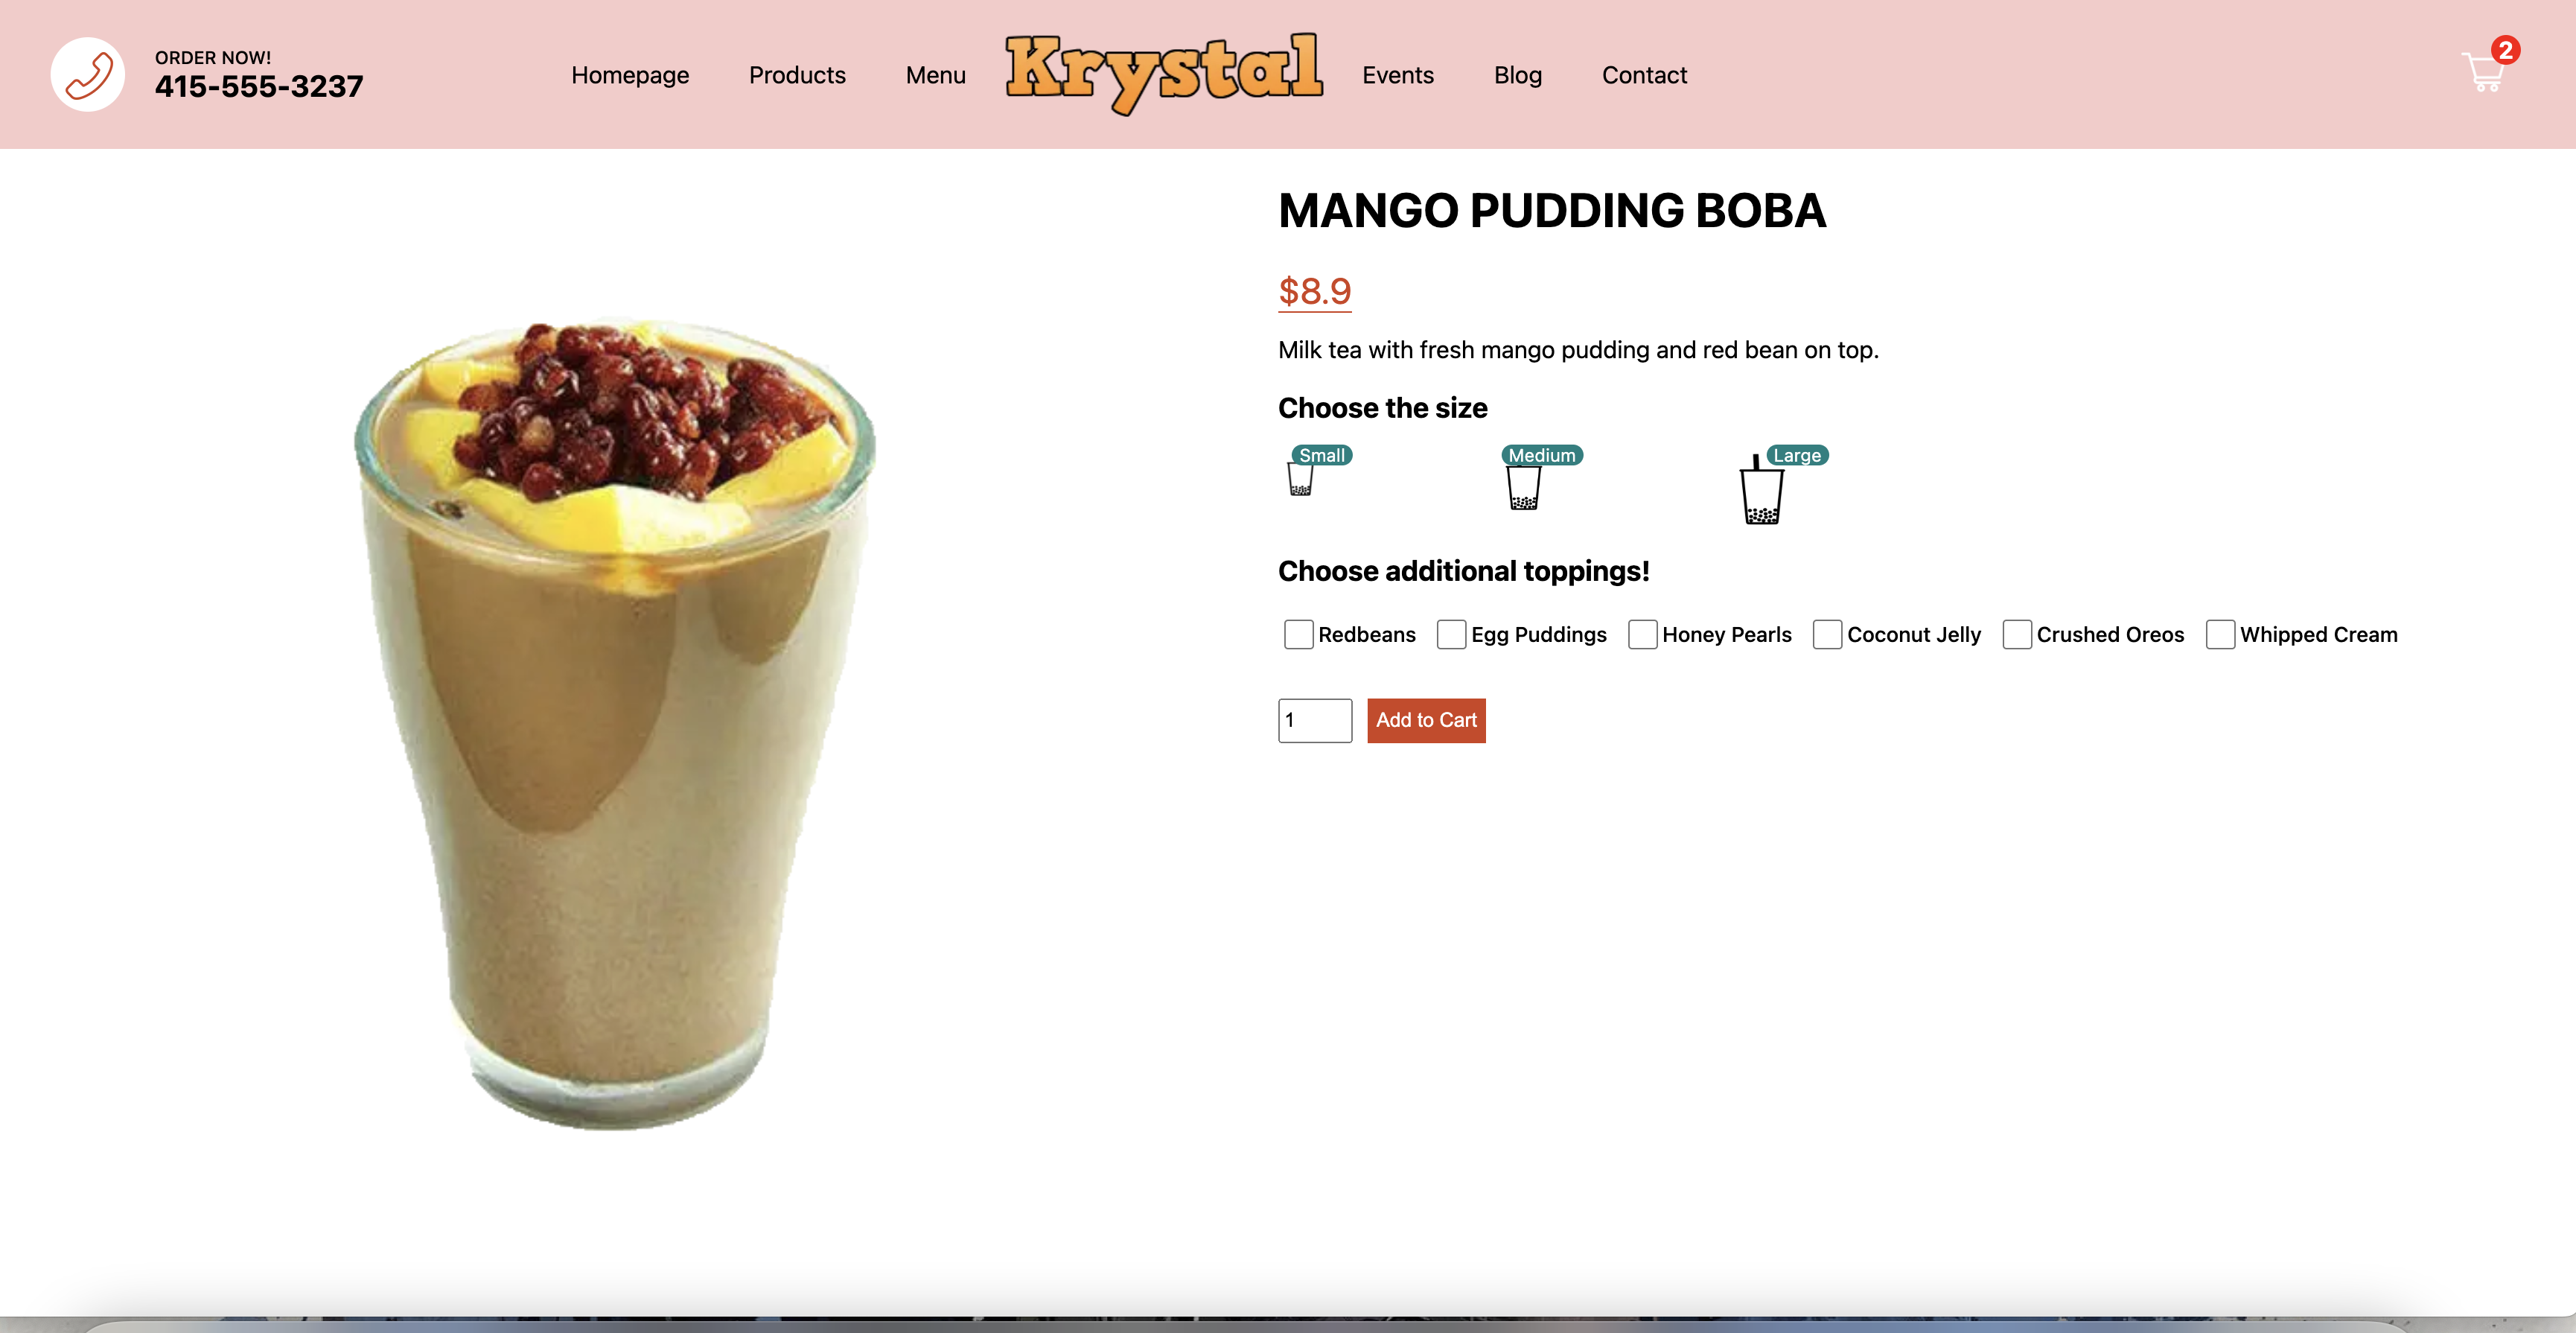 ORDER NOW!
415-555-3237
Homepage
Products
Menu
Krystal
Events
Blog
Contact
2
MANGO PUDDING BOBA
$8.9
Milk tea with fresh mango pudding and red bean on top.
Choose the size
Small
Medium
Large
Choose additional toppings!
Redbeans
Egg Puddings
Honey Pearls
Coconut Jelly
Crushed Oreos
Whipped Cream
1
Add to Cart